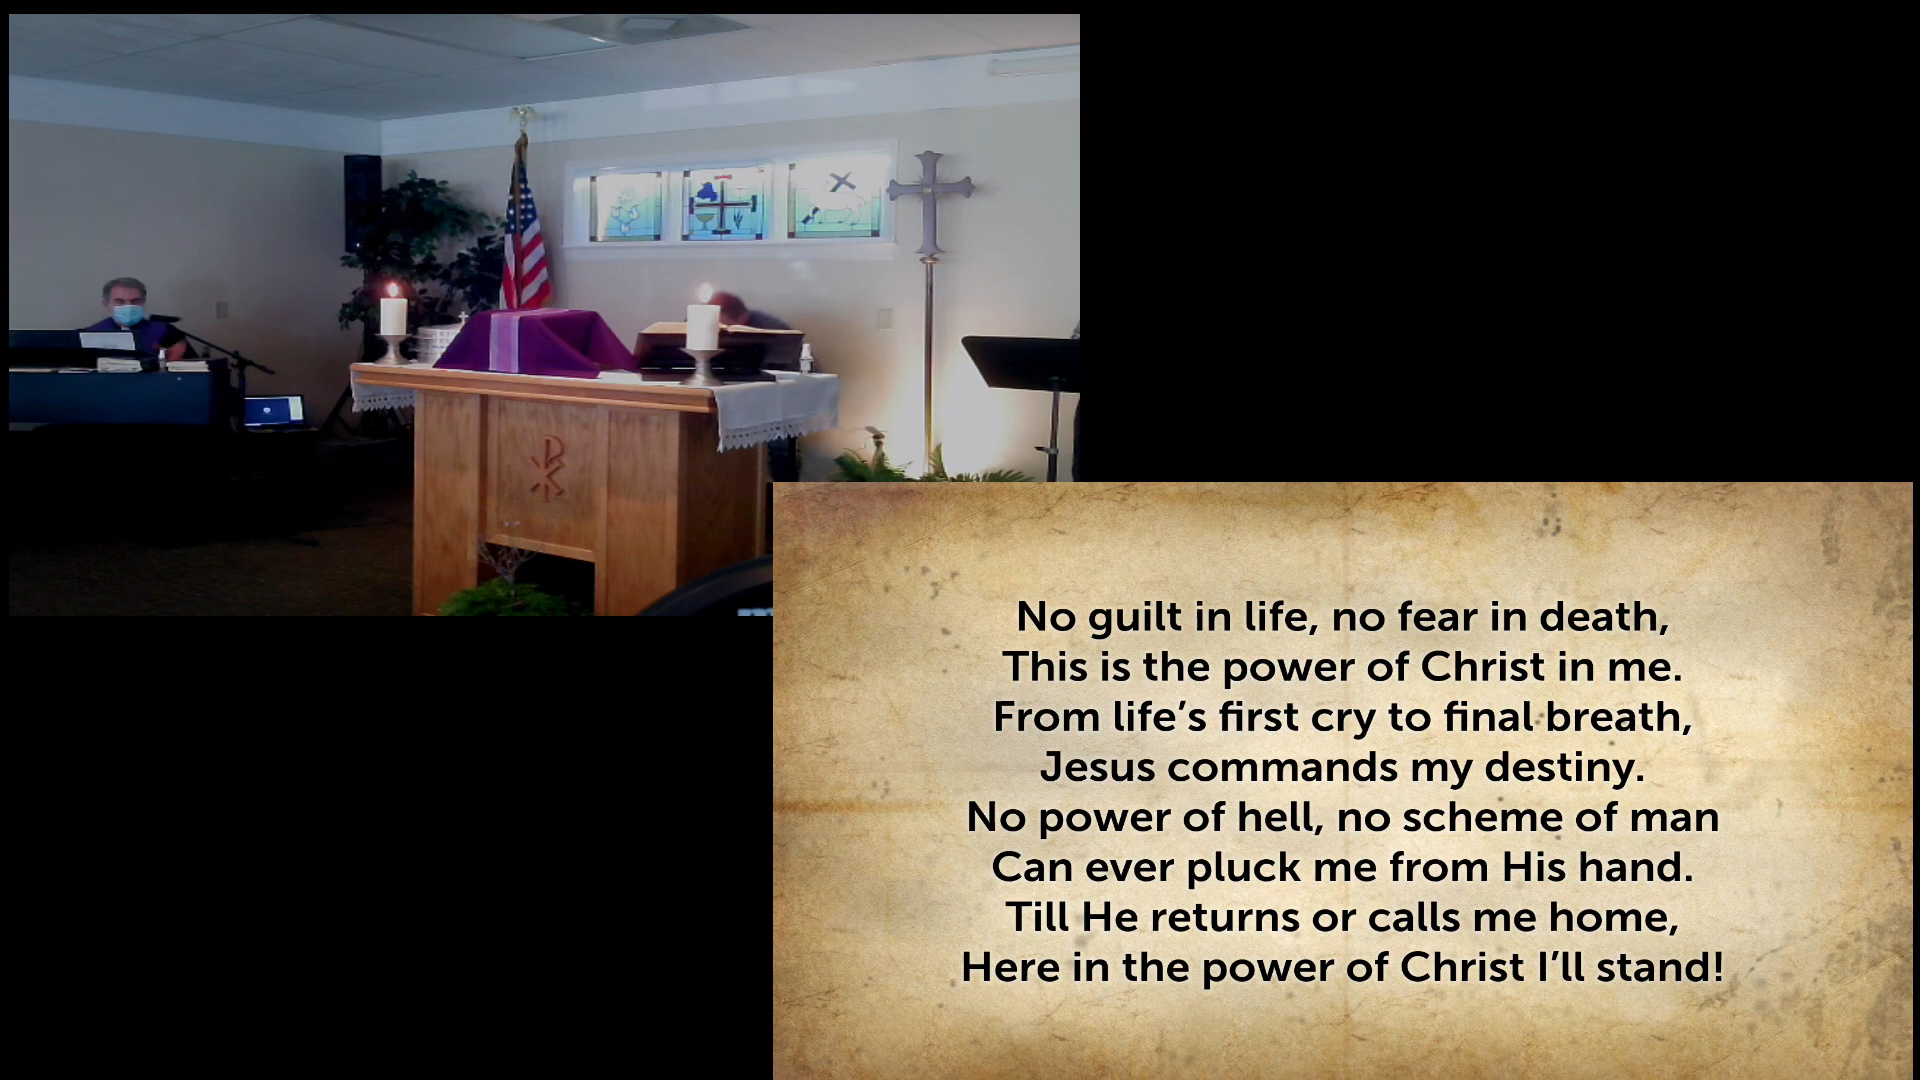 No guilt in life, no fear in death,
This is the power of Christ in me.
From life’s first cry to final breath,
Jesus commands my destiny.
No power of hell, no scheme of man
Can ever pluck me from His hand.
Till He returns or calls me home,
Here in the power of Christ I’ll stand!